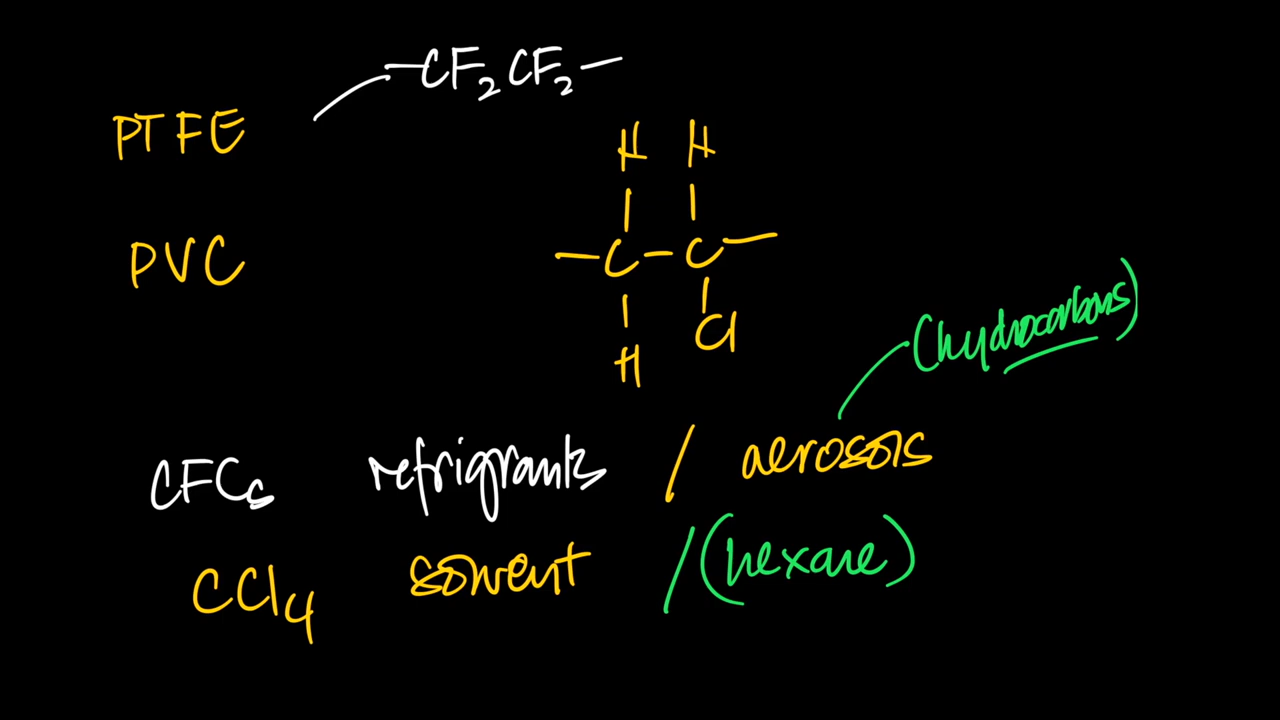 —CF₂CF₂—
PTFE
H H
PVC —C—C—
H Cl
(hydrocarbons)
CFCs refrigrants / aerosols
CCl₄ solvent / (hexane)